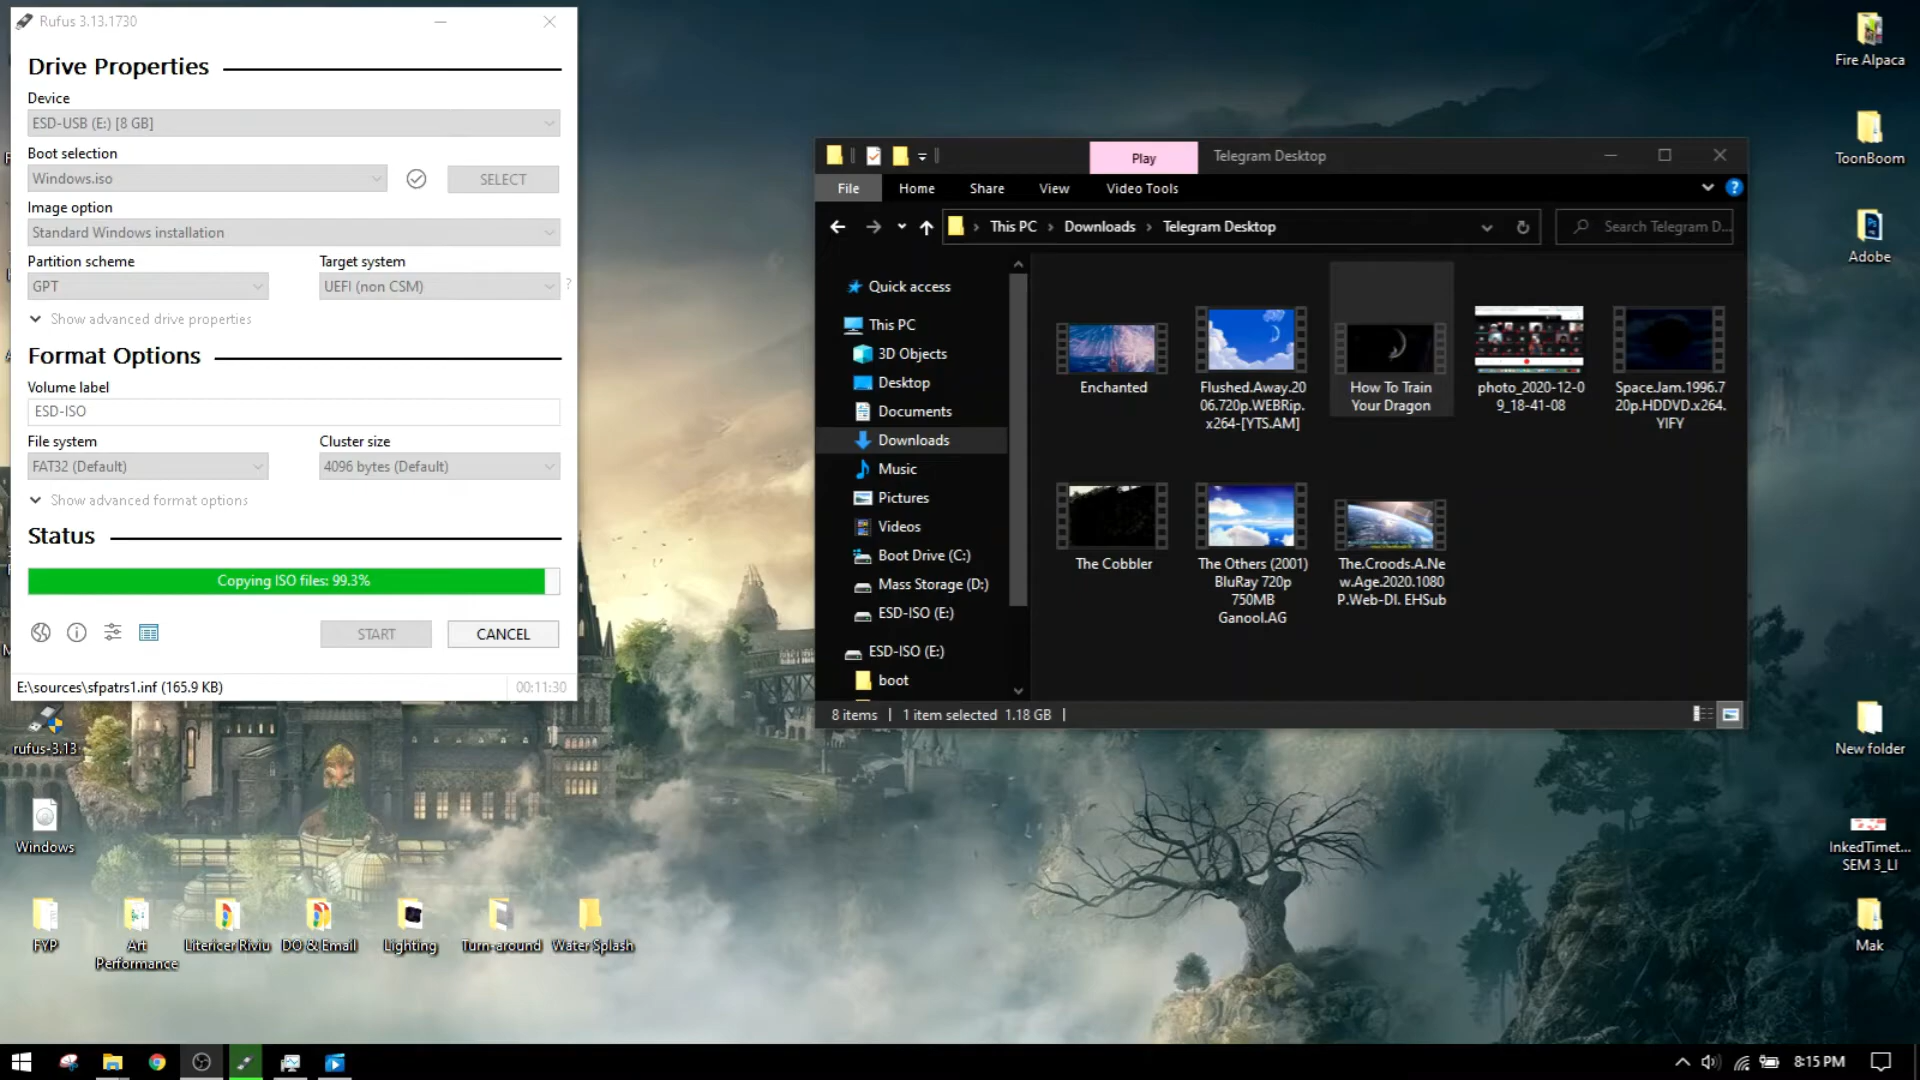 Rufus 3.13.1730
Drive Properties
Device
ESD-USB (E:) [8 GB]
Boot selection
Windows.iso
SELECT
Image option
Standard Windows installation
Partition scheme
Target system
GPT
UEFI (non CSM)
?
Show advanced drive properties
Format Options
Volume label
ESD-ISO
File system
Cluster size
FAT32 (Default)
4096 bytes (Default)
Show advanced format options
Status
Copying ISO files: 99.3%
START
CANCEL
E:\sources\sfpatrs1.inf (165.9 KB)
00:11:30
Play
Telegram Desktop
File
Home
Share
View
Video Tools
This PC
Downloads
Telegram Desktop
Search Telegram D...
Quick access
This PC
3D Objects
Desktop
Documents
Downloads
Music
Pictures
Videos
Boot Drive (C:)
Mass Storage (D:)
ESD-ISO (E:)
ESD-ISO (E:)
boot
Enchanted
Flushed.Away.20
06.720p.WEBRip.
x264-[YTS.AM]
How To Train
Your Dragon
photo_2020-12-0
9_18-41-08
Space.Jam.1996.7
20p.HDDVD.x264.
YIFY
The Cobbler
The Others (2001)
BluRay 720p
750MB
Ganool.AG
The.Croods.A.Ne
w.Age.2020.1080
P.Web-Dl. EHSub
8 items
1 item selected 1.18 GB
Fire Alpaca
ToonBoom
Adobe
New folder
InkedTimet...
SEM 3_LI
Mak
rufus-3.13
Windows
FYP
Art
Performance
Litericer Riviu
DO & Email
Lighting
Turn-around
Water Splash
8:15 PM